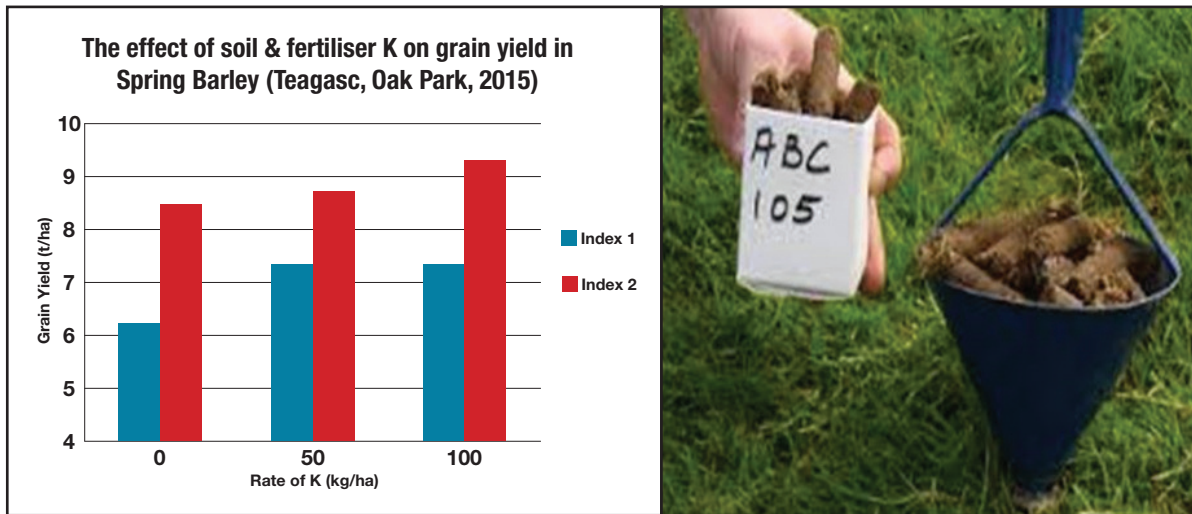 The effect of soil & fertiliser K on grain yield in
Spring Barley (Teagasc, Oak Park, 2015)
10
9
8
7
6
5
4
Grain Yield (t/ha)
0
50
100
Rate of K (kg/ha)
Index 1
Index 2
ABC
105